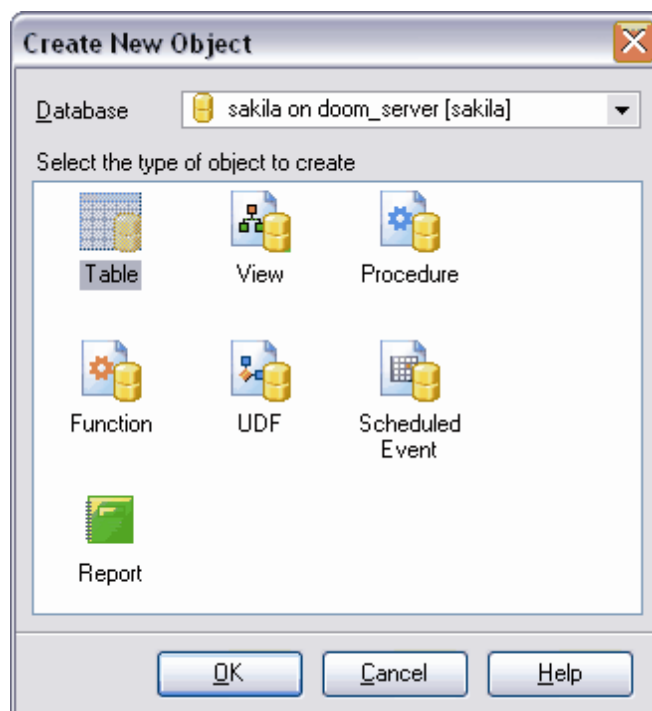 Create New Object
Database
sakila on doom_server [sakila]
Select the type of object to create
Table
View
Procedure
Function
UDF
Scheduled
Event
Report
OK
Cancel
Help